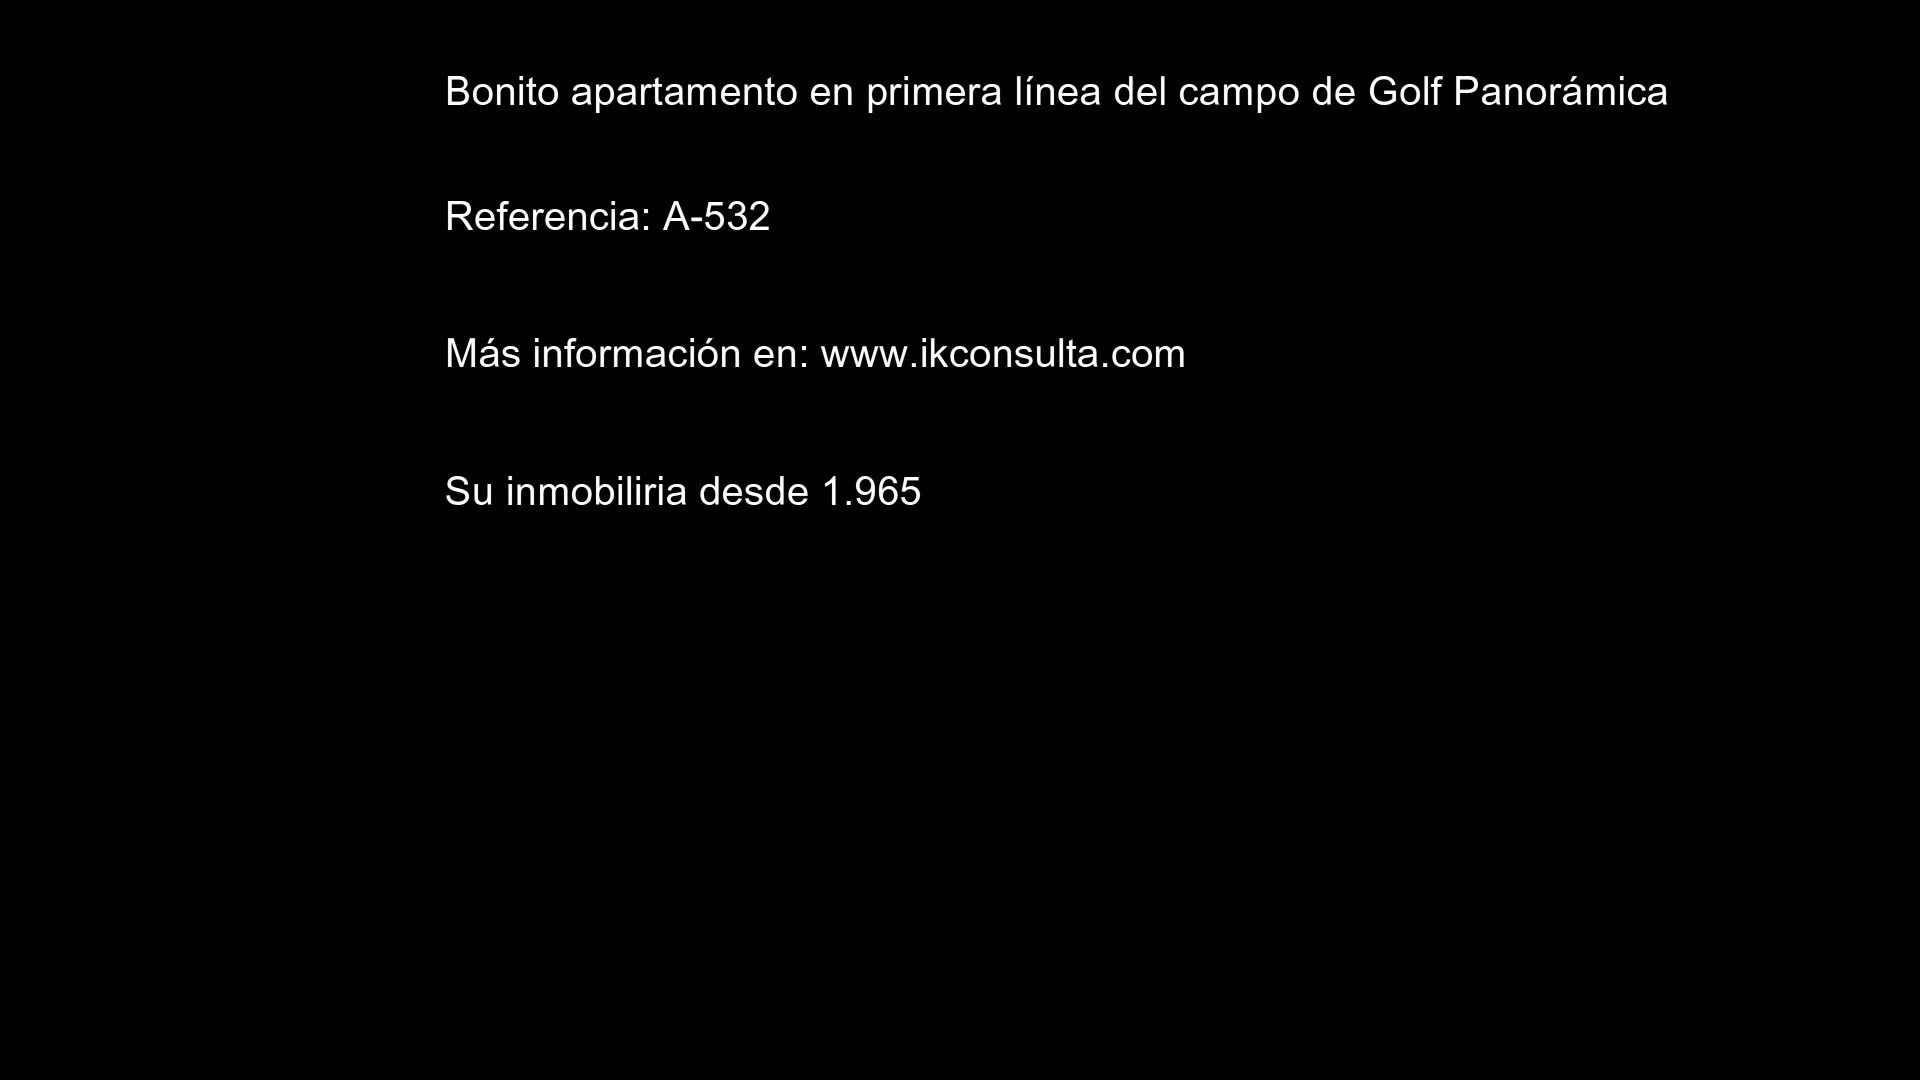 Bonito apartamento en primera línea del campo de Golf Panorámica
Referencia: A-532
Más información en: www.ikconsulta.com
Su inmobiliria desde 1.965